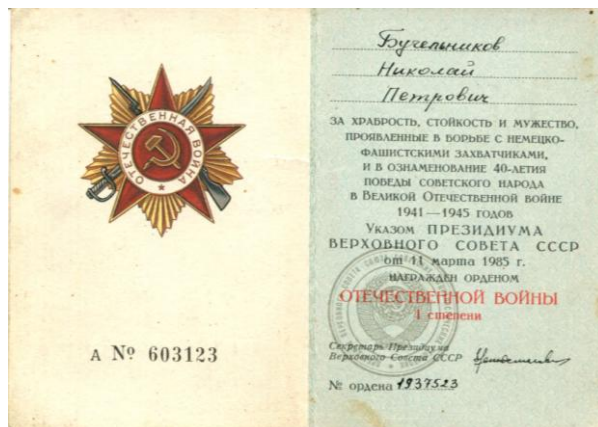 ОТЕЧЕСТВЕННАЯ ВОЙНА
А № 603123
Бугельников
Николай
Петрович
ЗА ХРАБРОСТЬ, СТОЙКОСТЬ И МУЖЕСТВО,
ПРОЯВЛЕННЫЕ В БОРЬБЕ С НЕМЕЦКО-
ФАШИСТСКИМИ ЗАХВАТЧИКАМИ,
И В ОЗНАМЕНОВАНИЕ 40-ЛЕТИЯ
ПОБЕДЫ СОВЕТСКОГО НАРОДА
В ВЕЛИКОЙ ОТЕЧЕСТВЕННОЙ ВОЙНЕ
1941—1945 ГОДОВ
УКАЗОМ ПРЕЗИДИУМА
ВЕРХОВНОГО СОВЕТА СССР
от 11 марта 1985 г.
НАГРАЖДЕН ОРДЕНОМ
ОТЕЧЕСТВЕННОЙ ВОЙНЫ
I степени
Секретарь Президиума
Верховного Совета СССР
№ ордена 1937523